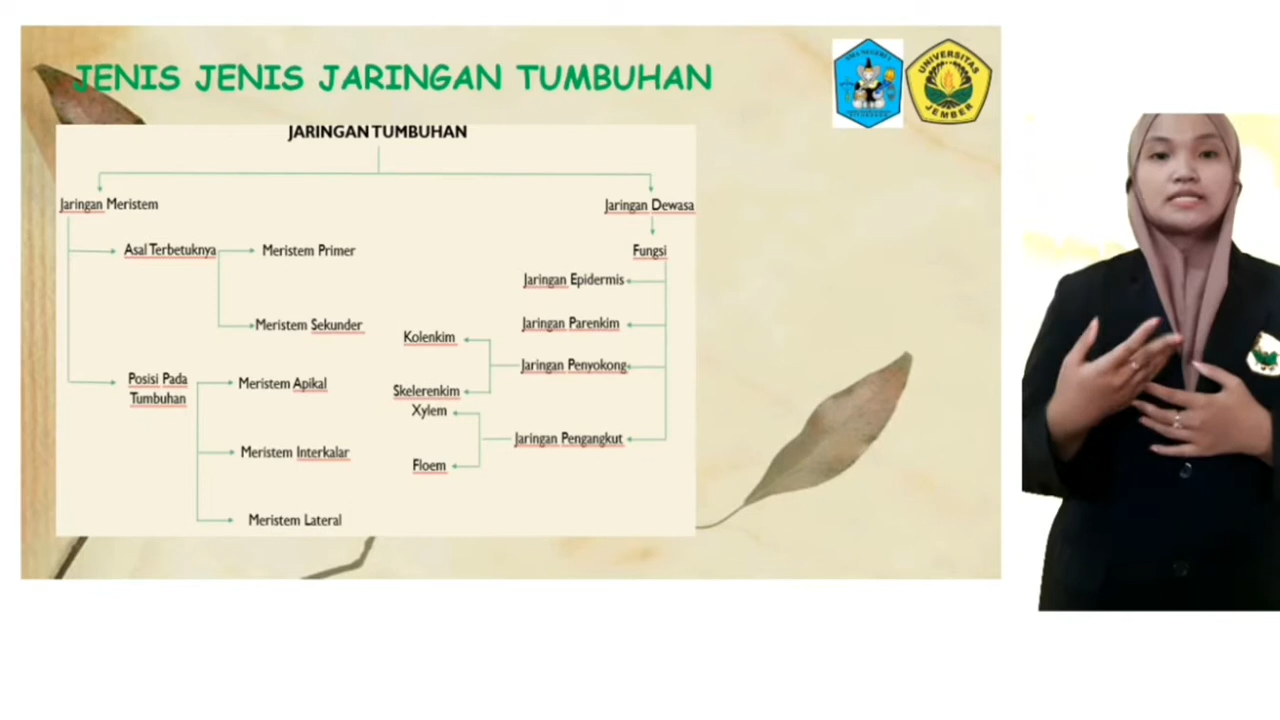 JENIS JENIS JARINGAN TUMBUHAN
UNIVERSITAS
JEMBER
JARINGAN TUMBUHAN
Jaringan Meristem
Jaringan Dewasa
Asal Terbetuknya
Meristem Primer
Fungsi
Jaringan Epidermis
Meristem Sekunder
Jaringan Parenkim
Kolenkim
Jaringan Penyokong
Posisi Pada
Tumbuhan
Meristem Apikal
Skelerenkim
Xylem
Jaringan Pengangkut
Meristem Interkalar
Floem
Meristem Lateral